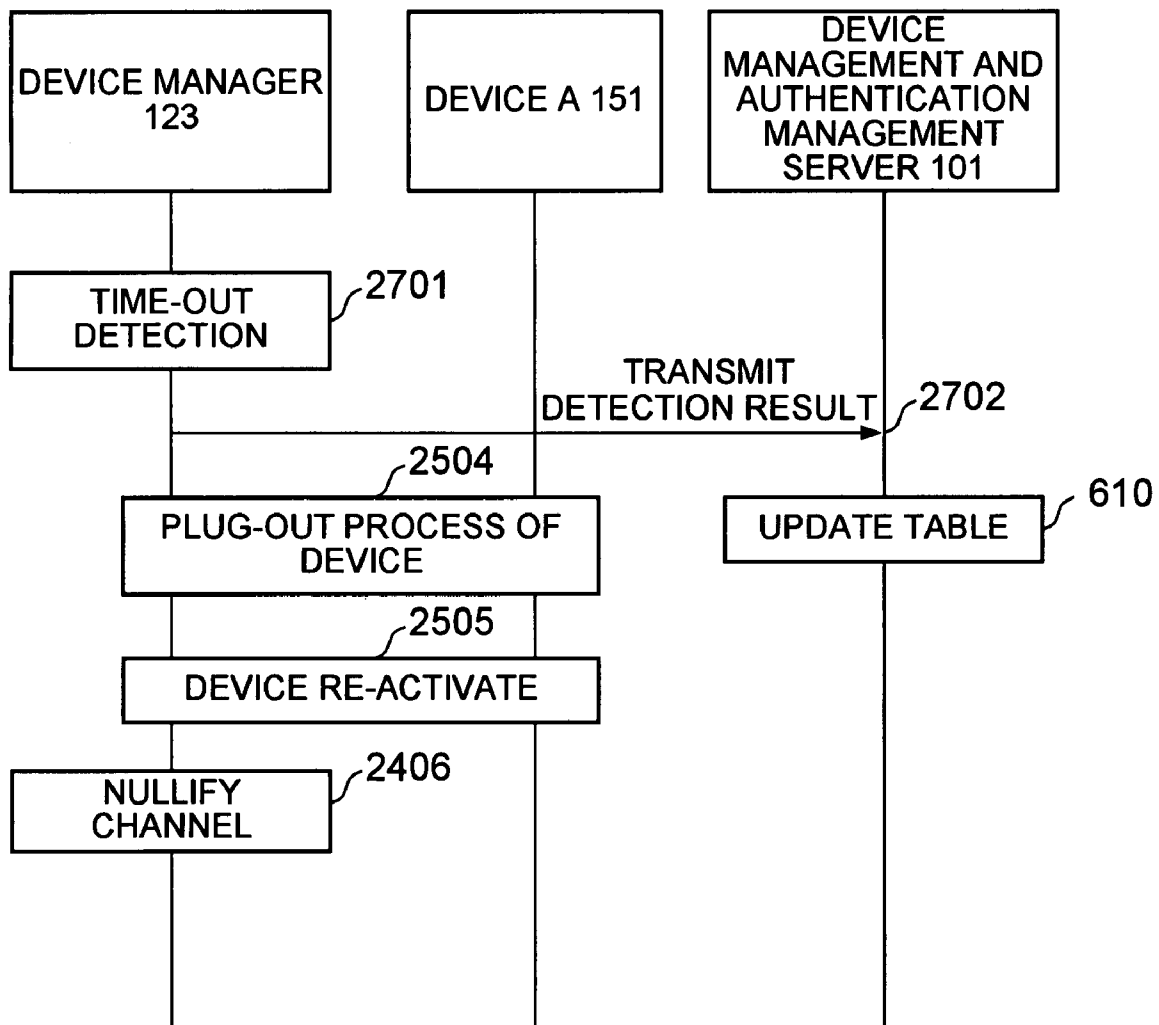 DEVICE MANAGER
123
DEVICE A 151
DEVICE
MANAGEMENT AND
AUTHENTICATION
MANAGEMENT
SERVER 101
TIME-OUT
DETECTION
2701
TRANSMIT
DETECTION RESULT
2702
2504
PLUG-OUT PROCESS OF
DEVICE
UPDATE TABLE
610
2505
DEVICE RE-ACTIVATE
NULLIFY
CHANNEL
2406